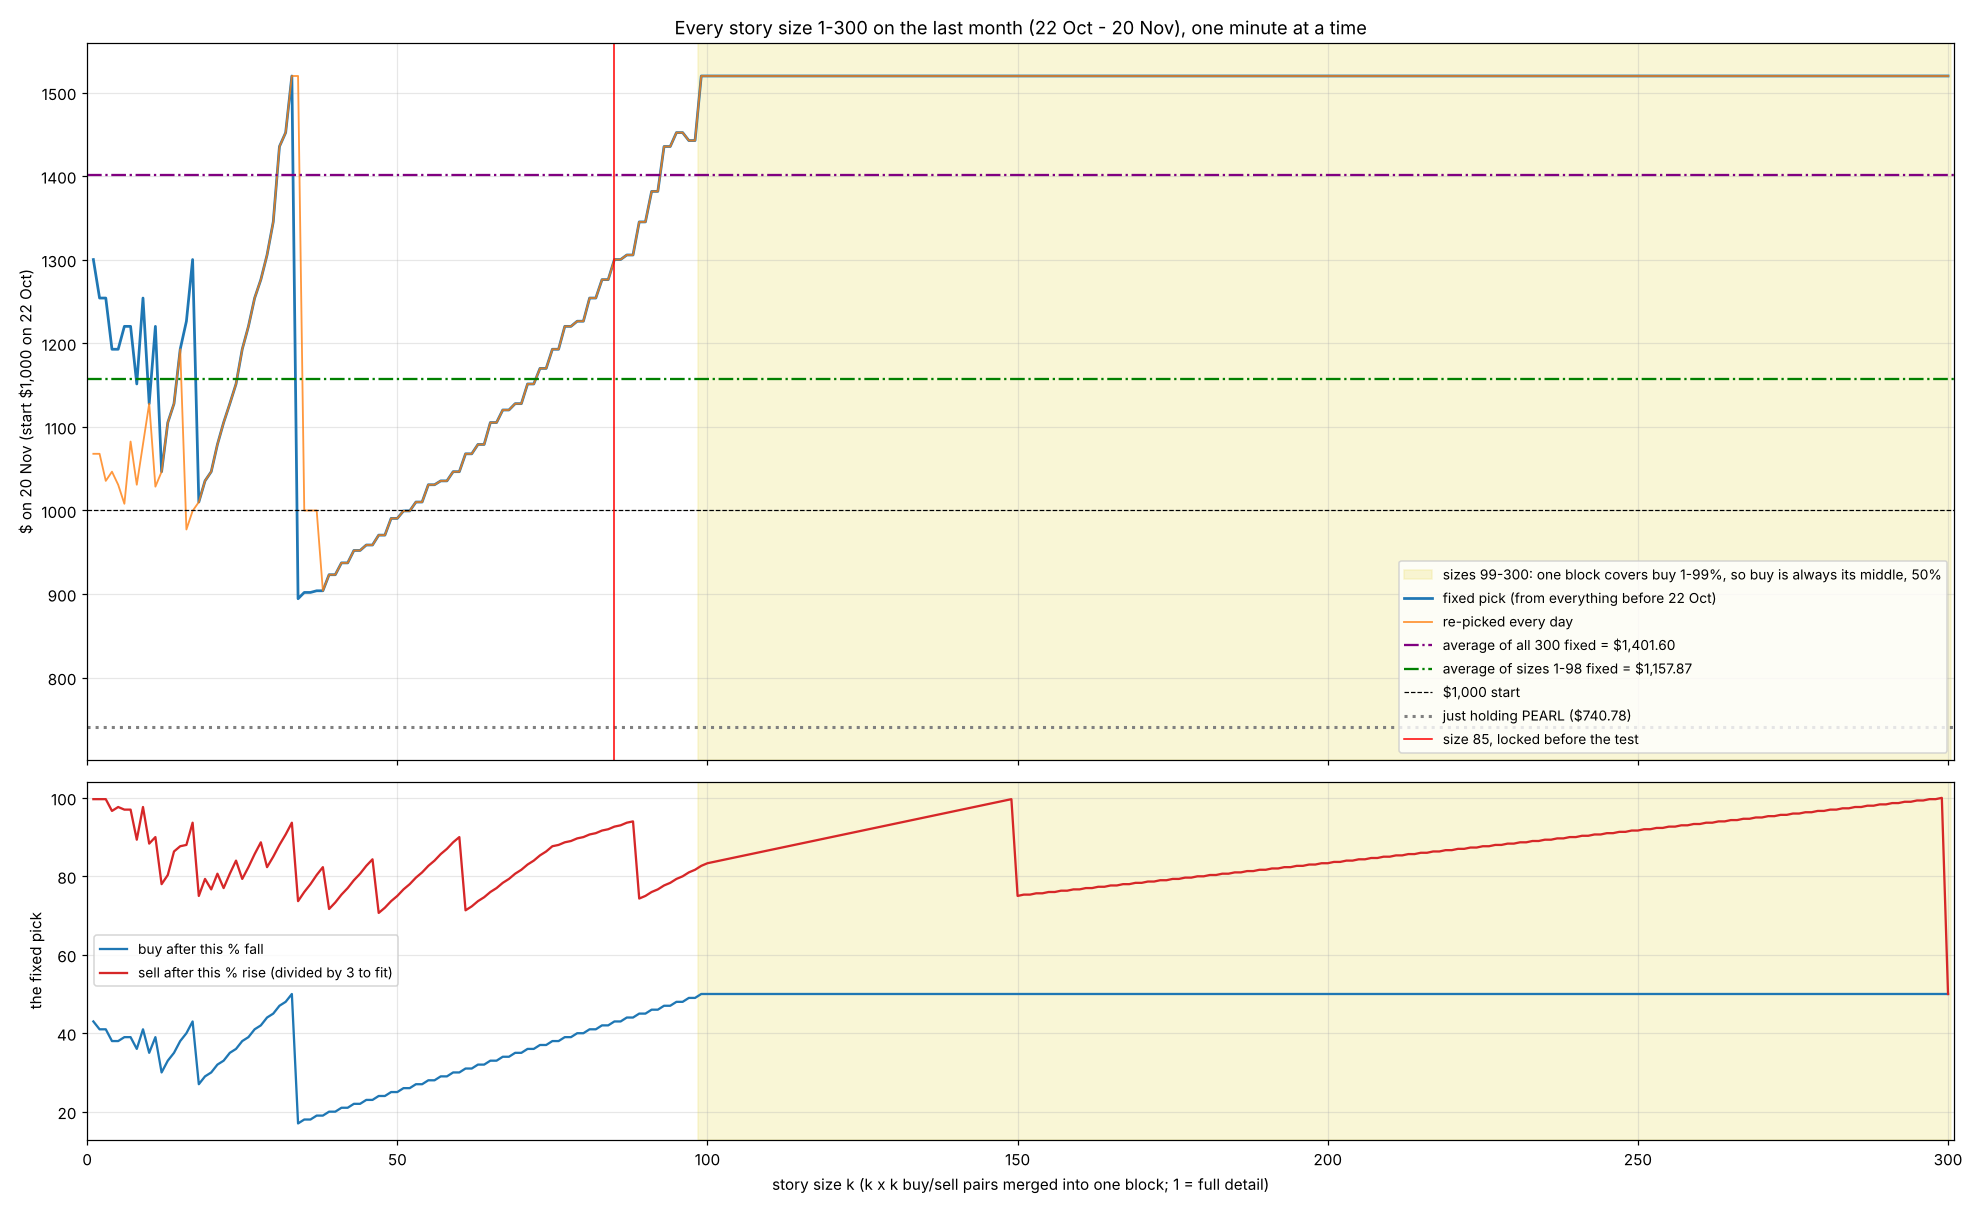 Every story size 1-300 on the last month (22 Oct - 20 Nov), one minute at a time
$ on 20 Nov (start $1,000 on 22 Oct)
1500
1400
1300
1200
1100
1000
900
800
sizes 99-300: one block covers buy 1-99%, so buy is always its middle, 50%
fixed pick (from everything before 22 Oct)
re-picked every day
average of all 300 fixed = $1,401.60
average of sizes 1-98 fixed = $1,157.87
$1,000 start
just holding PEARL ($740.78)
size 85, locked before the test
the fixed pick
100
80
60
40
20
buy after this % fall
sell after this % rise (divided by 3 to fit)
0 50 100 150 200 250 300
story size k (k x k buy/sell pairs merged into one block; 1 = full detail)